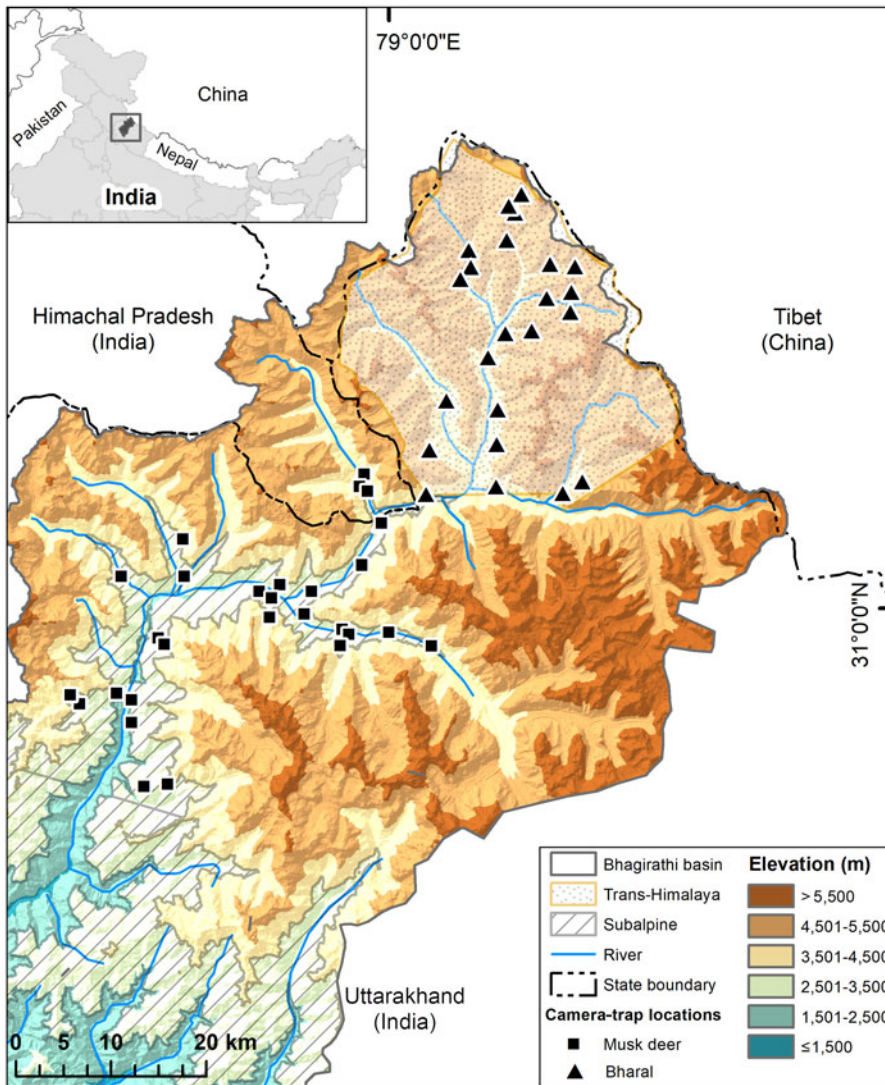 79°0'0"E
China
Pakistan
Nepal
India
Himachal Pradesh
(India)
Tibet
(China)
31°0'0"N
Uttarakhand
(India)
0 5 10 20 km
Bhagirathi basin
Trans-Himalaya
Subalpine
River
State boundary
Camera-trap locations
Musk deer
Bharal
Elevation (m)
> 5,500
4,501-5,500
3,501-4,500
2,501-3,500
1,501-2,500
≤1,500